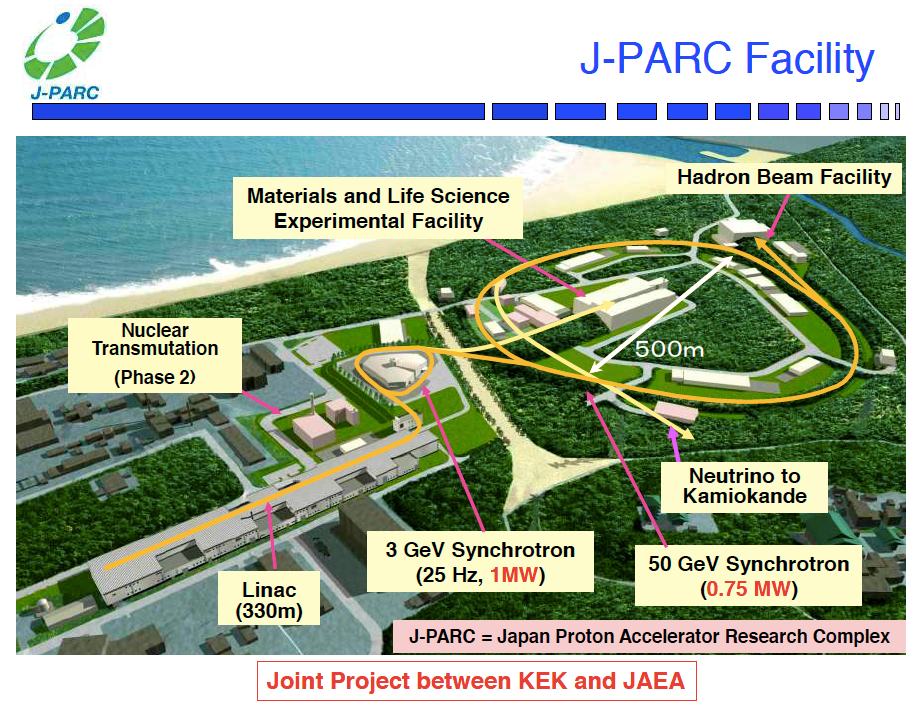 J-PARC
J-PARC Facility
Hadron Beam Facility
Materials and Life Science
Experimental Facility
Nuclear
Transmutation
(Phase 2)
500m
Neutrino to
Kamiokande
3 GeV Synchrotron
(25 Hz, 1MW)
50 GeV Synchrotron
(0.75 MW)
Linac
(330m)
J-PARC = Japan Proton Accelerator Research Complex
Joint Project between KEK and JAEA